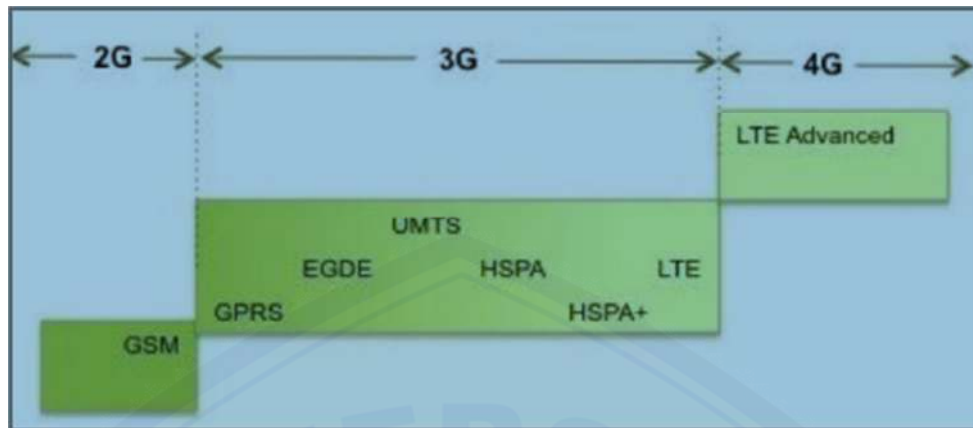 2G 3G 4G
LTE Advanced
UMTS
EGDE HSPA LTE
GPRS HSPA+
GSM